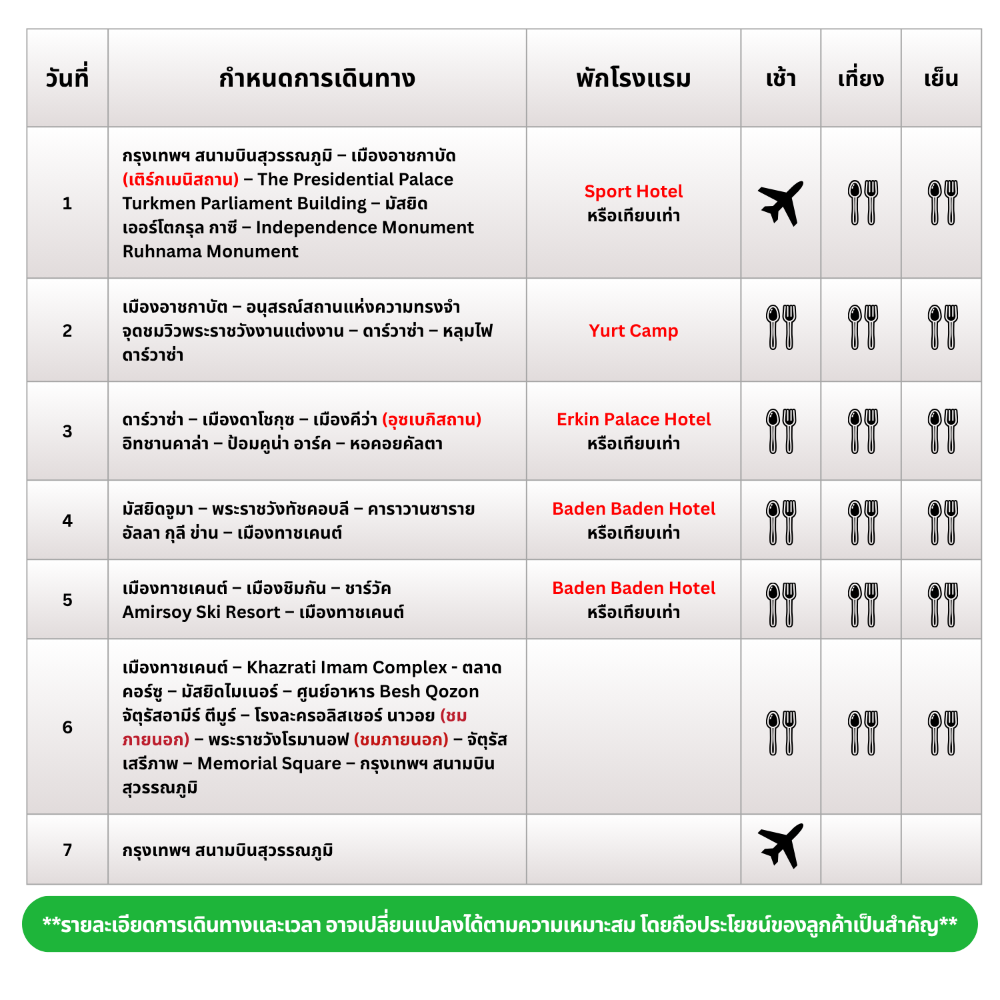 วันที่ กำหนดการเดินทาง พักโรงแรม เช้า เที่ยง เย็น
1
กรุงเทพฯ สนามบินสุวรรณภูมิ – เมืองอาชกาบัด
(เติร์กเมนิสถาน) – The Presidential Palace
Turkmen Parliament Building – มัสยิด
เออร์โตกรุล กาซี – Independence Monument
Ruhnama Monument
Sport Hotel
หรือเทียบเท่า
2
เมืองอาชกาบัต – อนุสรณ์สถานแห่งความทรงจำ
จุดชมวิวพระราชวังงานแต่งงาน – ดาร์วาซ่า – หลุมไฟ
ดาร์วาซ่า
Yurt Camp
3
ดาร์วาซ่า – เมืองดาโชกุซ – เมืองคีว่า (อุซเบกิสถาน)
อิทชานคาล่า – ป้อมคูน่า อาร์ค – หอคอยคัลตา
Erkin Palace Hotel
หรือเทียบเท่า
4
มัสยิดจูมา – พระราชวังทัชคอบลี – คาราวานซาราย
อัลลา กุลี ข่าน – เมืองทาชเคนต์
Baden Baden Hotel
หรือเทียบเท่า
5
เมืองทาชเคนต์ – เมืองชิมกัน – ชาร์วัค
Amirsoy Ski Resort – เมืองทาชเคนต์
Baden Baden Hotel
หรือเทียบเท่า
6
เมืองทาชเคนต์ – Khazrati Imam Complex - ตลาด
คอร์ซู – มัสยิดไมเนอร์ – ศูนย์อาหาร Besh Qozon
จัตุรัสอามีร์ ตีมูร์ – โรงละครอลิสเชอร์ นาวอย (ชม
ภายนอก) – พระราชวังโรมานอฟ (ชมภายนอก) – จัตุรัส
เสรีภาพ – Memorial Square – กรุงเทพฯ สนามบิน
สุวรรณภูมิ
7
กรุงเทพฯ สนามบินสุวรรณภูมิ
**รายละเอียดการเดินทางและเวลา อาจเปลี่ยนแปลงได้ตามความเหมาะสม โดยถือประโยชน์ของลูกค้าเป็นสำคัญ**